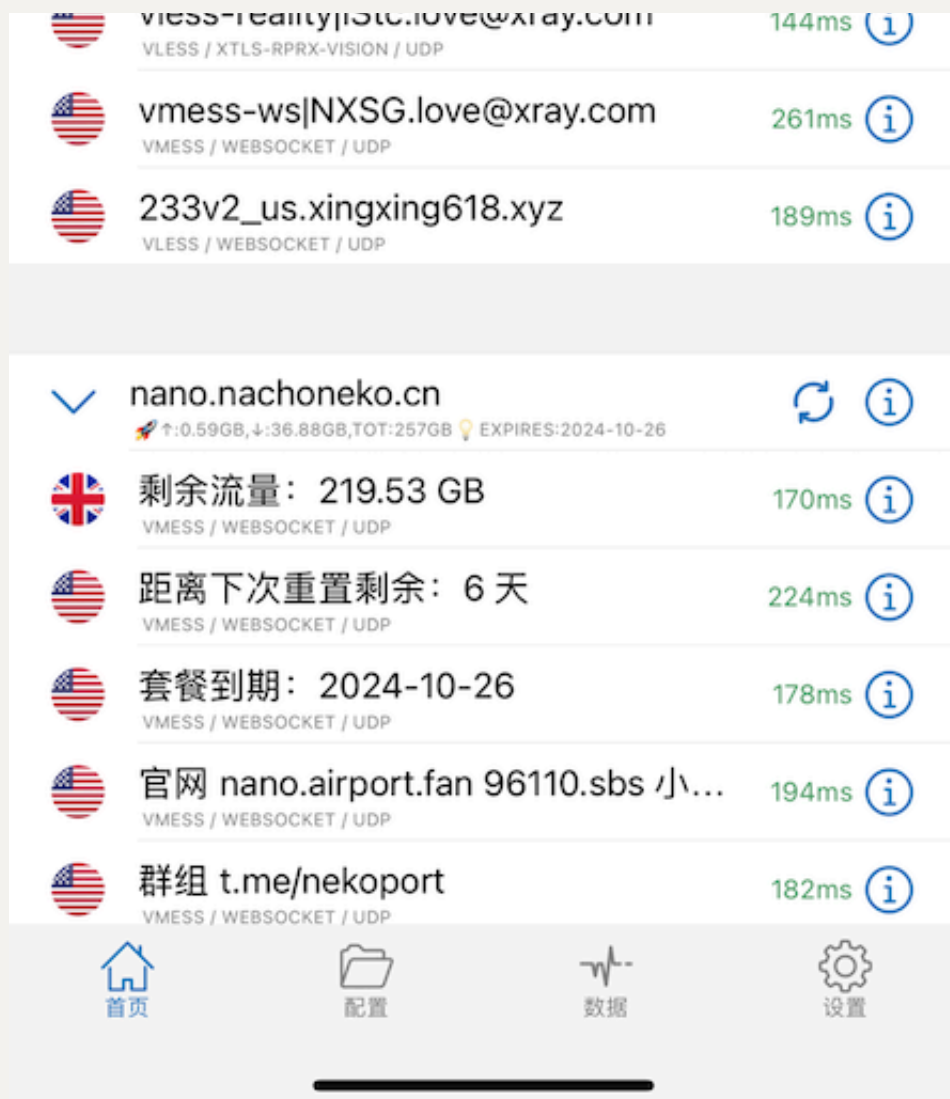 144ms
VLESS / XTLS-RPRX-VISION / UDP
vmess-ws|NXSG.love@xray.com
261ms
VMESS / WEBSOCKET / UDP
233v2_us.xingxing618.xyz
189ms
VLESS / WEBSOCKET / UDP
nano.nachoneko.cn
🚀↑:0.59GB,↓:36.88GB,TOT:257GB💡EXPIRES:2024-10-26
剩余流量：219.53 GB
170ms
VMESS / WEBSOCKET / UDP
距离下次重置剩余：6 天
224ms
VMESS / WEBSOCKET / UDP
套餐到期：2024-10-26
178ms
VMESS / WEBSOCKET / UDP
官网 nano.airport.fan 96110.sbs 小...
194ms
VMESS / WEBSOCKET / UDP
群组 t.me/nekoport
182ms
VMESS / WEBSOCKET / UDP
首页
配置
数据
设置